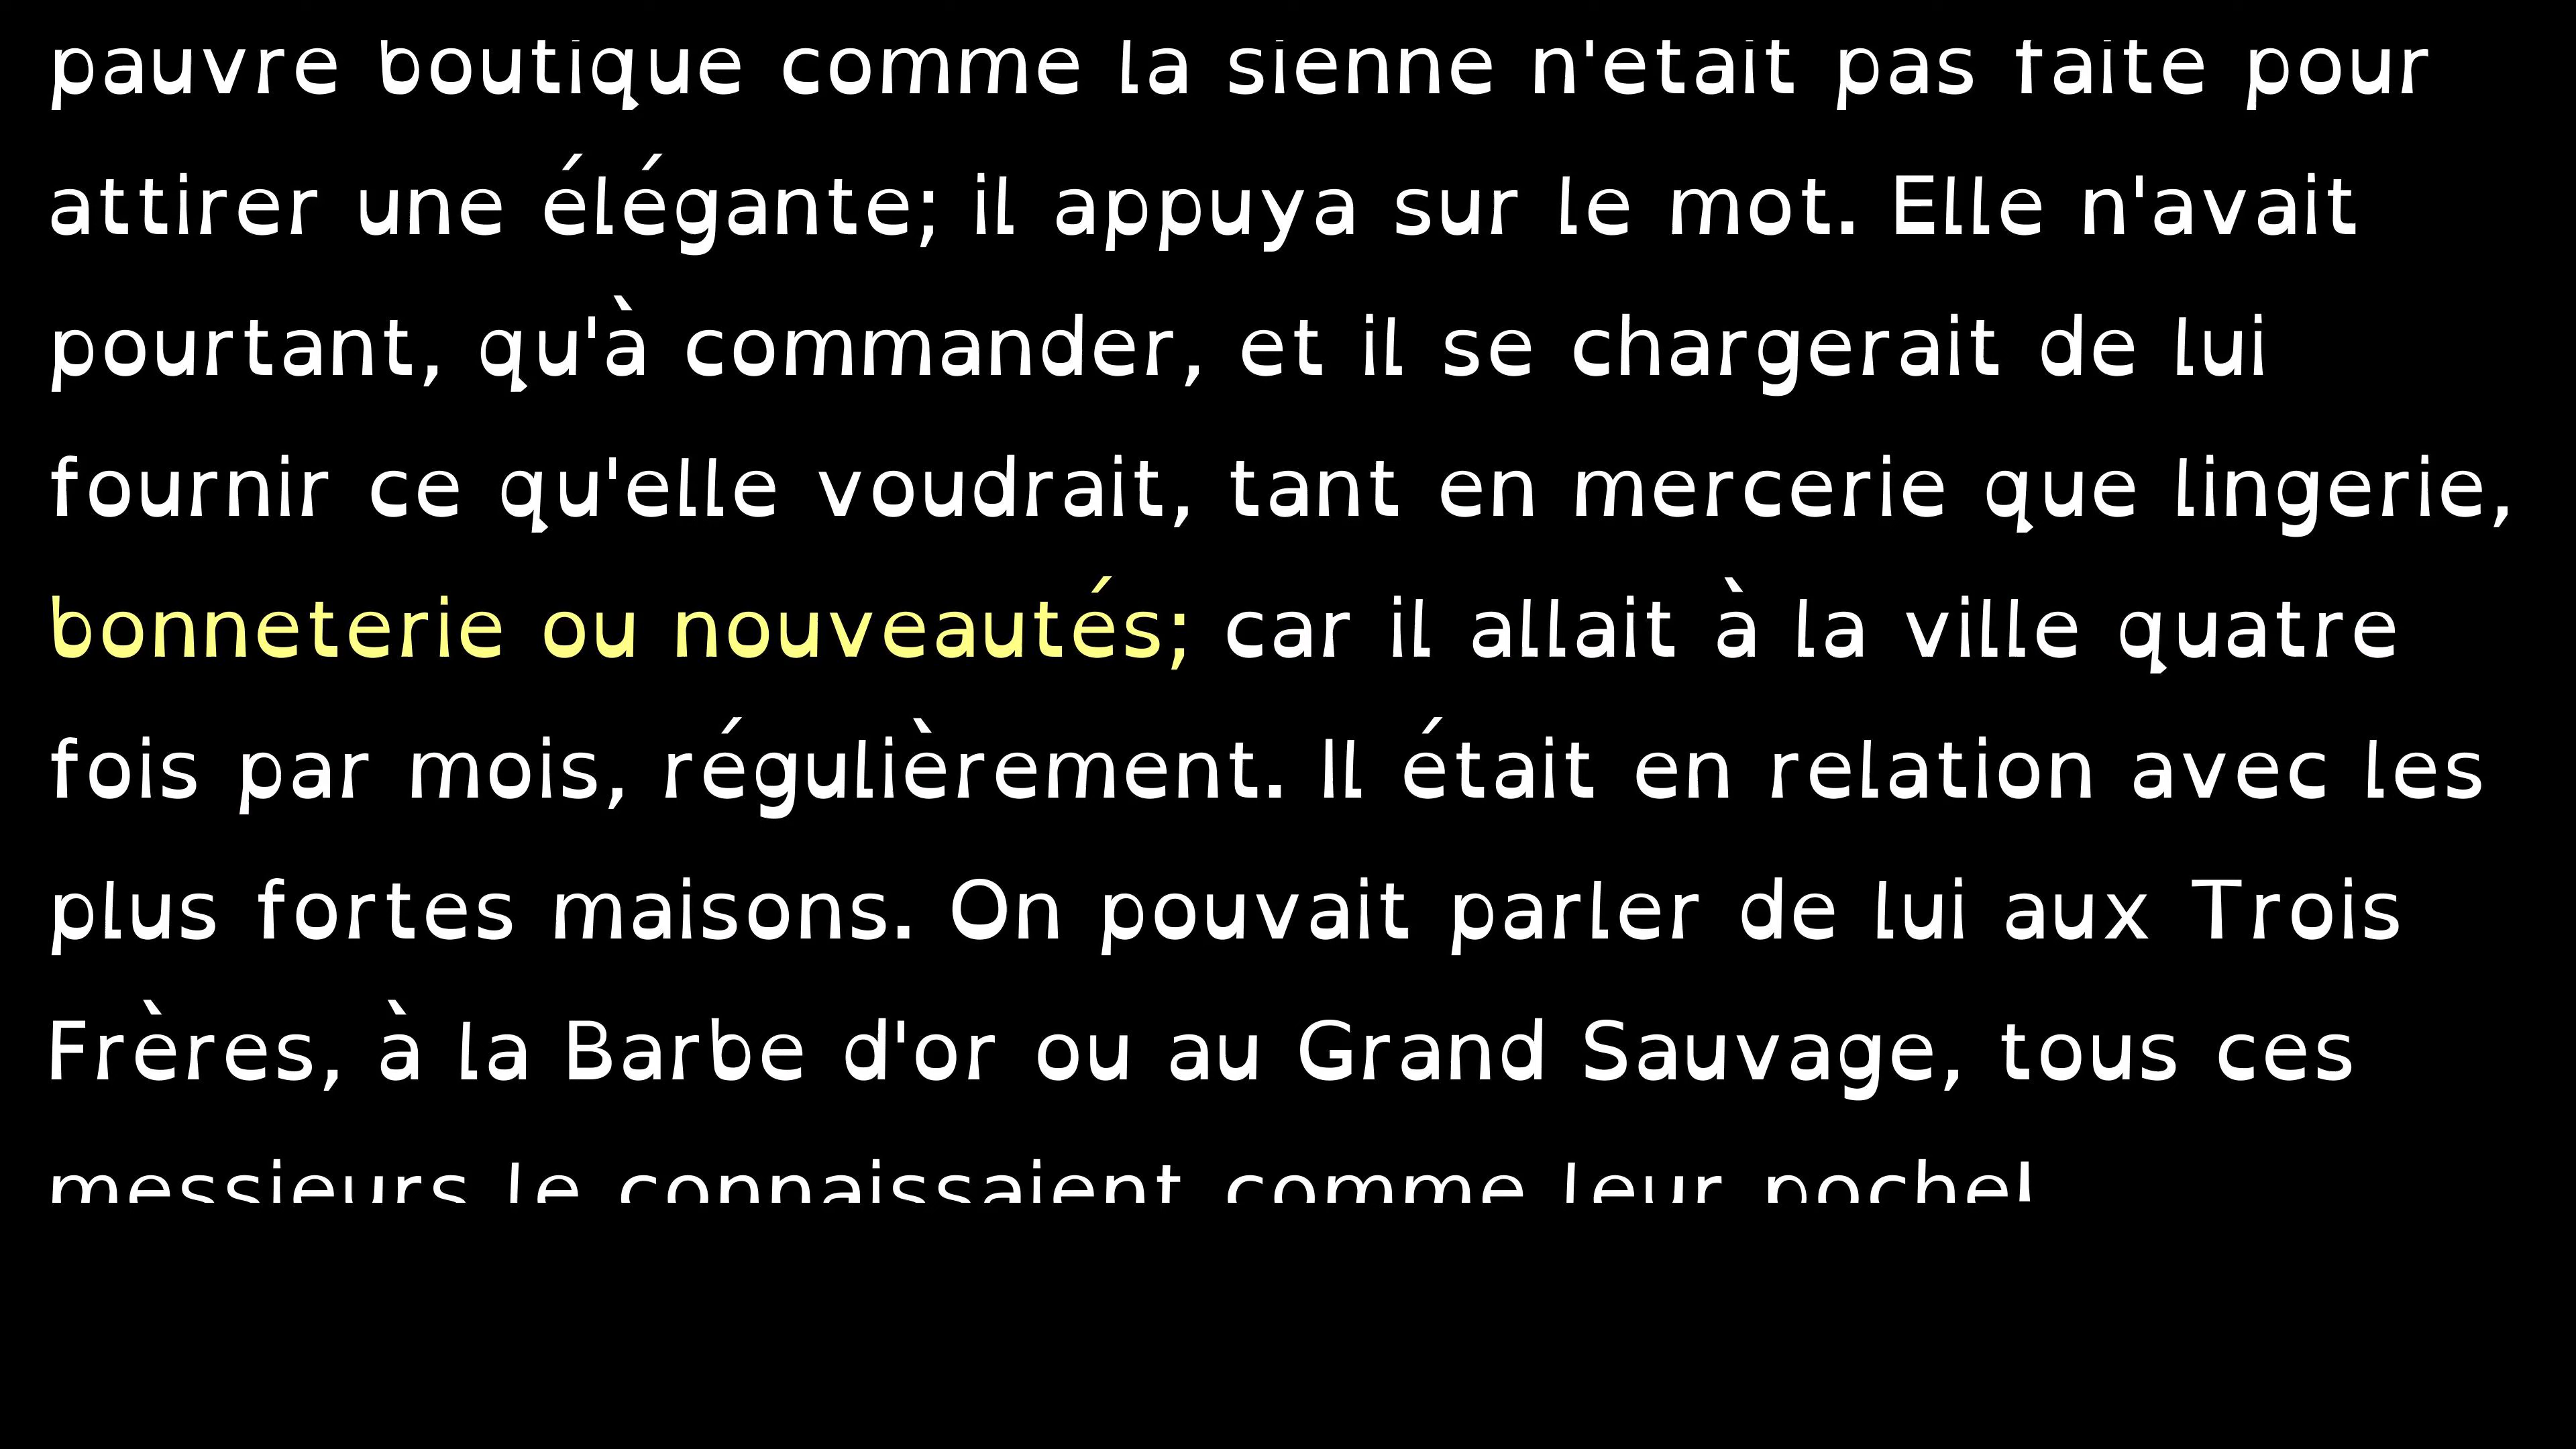 pauvre boutique comme la sienne n'était pas faite pour
attirer une élégante; il appuya sur le mot. Elle n'avait
pourtant, qu'à commander, et il se chargerait de lui
fournir ce qu'elle voudrait, tant en mercerie que lingerie,
bonneterie ou nouveautés; car il allait à la ville quatre
fois par mois, régulièrement. Il était en relation avec les
plus fortes maisons. On pouvait parler de lui aux Trois
Frères, à la Barbe d'or ou au Grand Sauvage, tous ces
messieurs le connaissaient comme leur poche!